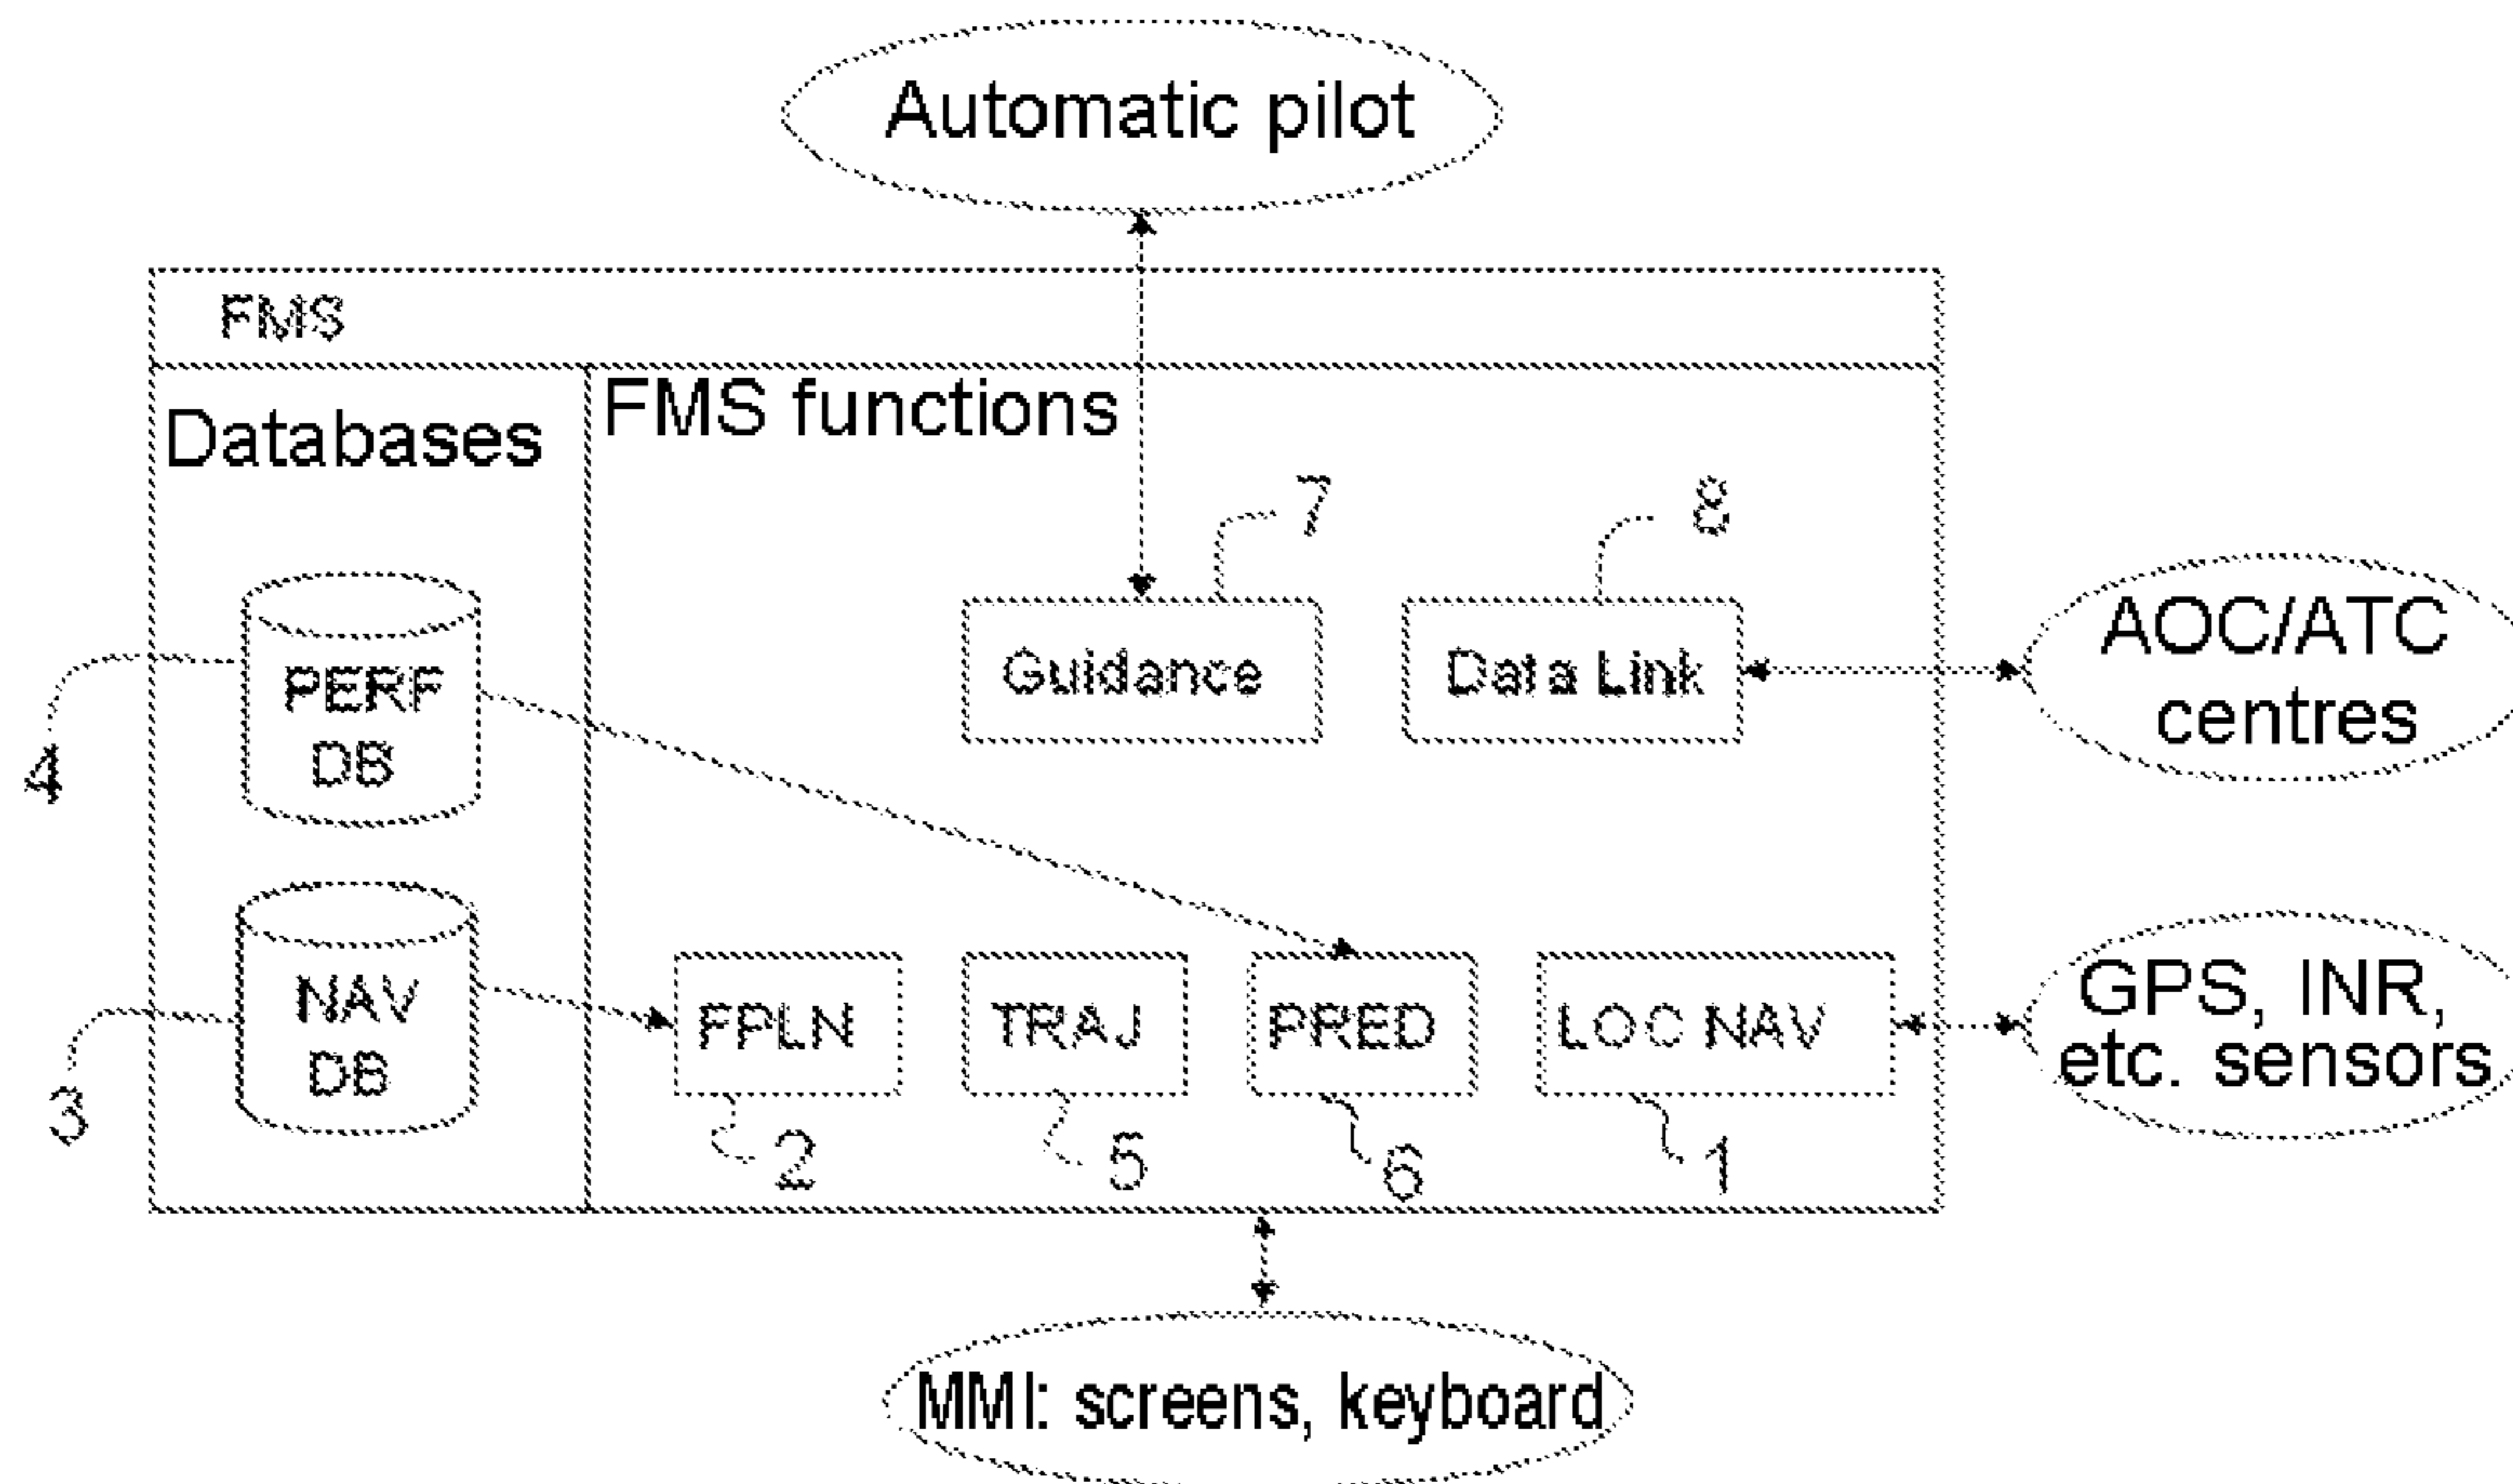 Automatic pilot
FMS
Databases
FMS functions
7
8
PERF
DB
Guidance
Data Link
AOC/ATC
centres
4
NAV
DB
FPLN
TRAJ
PRED
LOC NAV
GPS, INR,
etc. sensors
3
2
5
6
1
MMI: screens, keyboard